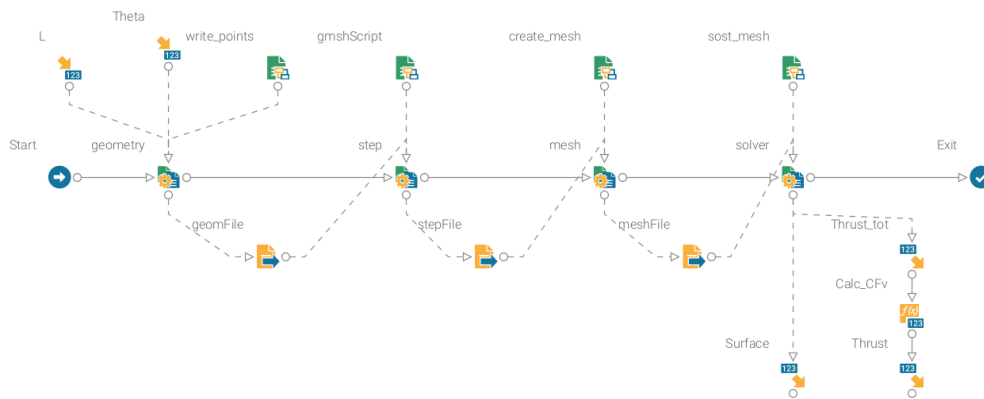 Theta
L
write_points
gmshScript
create_mesh
sost_mesh
123
123
Start
geometry
step
mesh
solver
Exit
geomFile
stepFile
meshFile
Thrust_tot
123
Calc_CFv
f(x)
123
Surface
Thrust
123
123